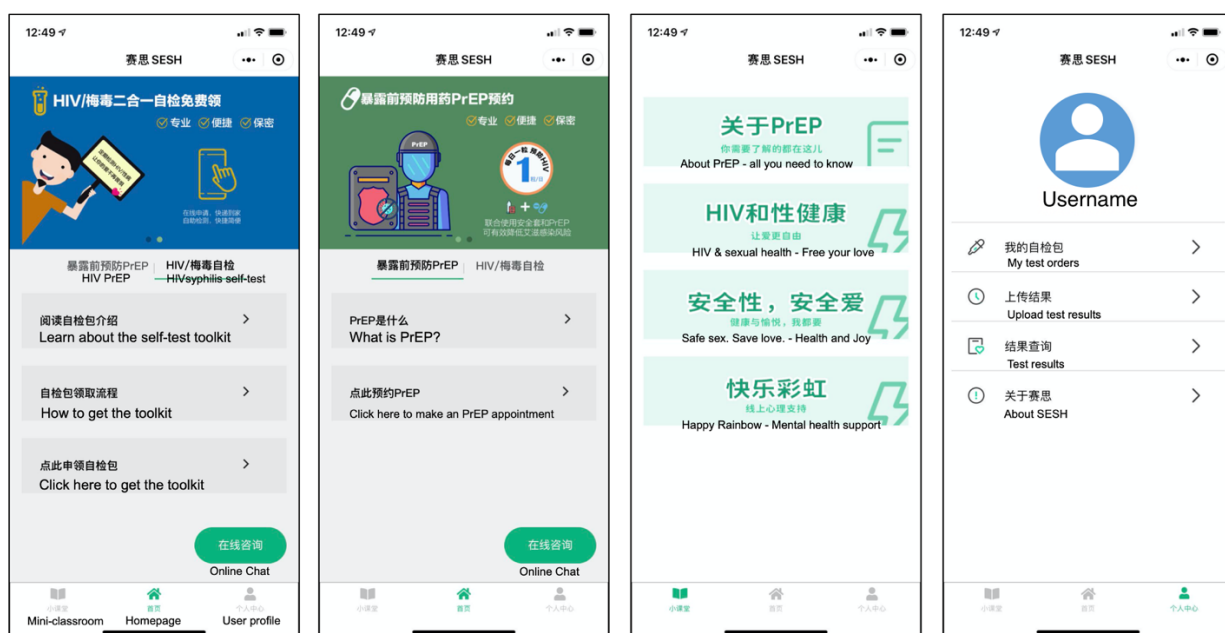 12:49
赛思 SESH
HIV/梅毒二合一自检免费领
专业 便捷 保密
在线申请,快递到家
自助检测,快捷简便
暴露前预防PrEP
HIV PrEP
HIV/梅毒自检
HIVsyphilis self-test
阅读自检包介绍
Learn about the self-test toolkit
自检包领取流程
How to get the toolkit
点此申领自检包
Click here to get the toolkit
在线咨询
Online Chat
小课堂
Mini-classroom
首页
Homepage
个人中心
User profile
12:49
赛思 SESH
暴露前预防用药PrEP预约
专业 便捷 保密
PrEP
每日一粒 预防HIV
1
联合使用安全套和PrEP
可有效降低艾滋感染风险
暴露前预防PrEP
HIV/梅毒自检
PrEP是什么
What is PrEP?
点此预约PrEP
Click here to make an PrEP appointment
在线咨询
Online Chat
小课堂
首页
个人中心
12:49
赛思 SESH
关于PrEP
你需要了解的都在这儿
About PrEP - all you need to know
HIV和性健康
让爱更自由
HIV & sexual health - Free your love
安全性,安全爱
健康与愉悦,我都要
Safe sex. Save love. - Health and Joy
快乐彩虹
线上心理支持
Happy Rainbow - Mental health support
小课堂
首页
个人中心
12:49
赛思 SESH
Username
我的自检包
My test orders
上传结果
Upload test results
结果查询
Test results
关于赛思
About SESH
小课堂
首页
个人中心